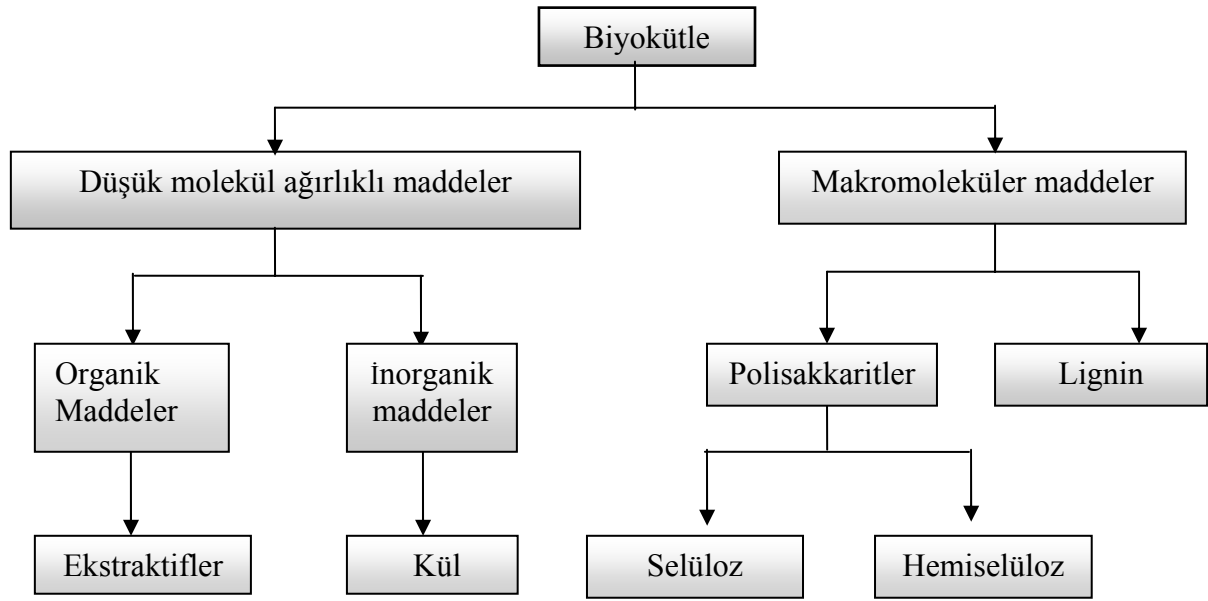 Biyokütle
Düşük molekül ağırlıklı maddeler
Makromoleküler maddeler
Organik
Maddeler
İnorganik
maddeler
Polisakkaritler
Lignin
Ekstraktifler
Kül
Selüloz
Hemiselüloz